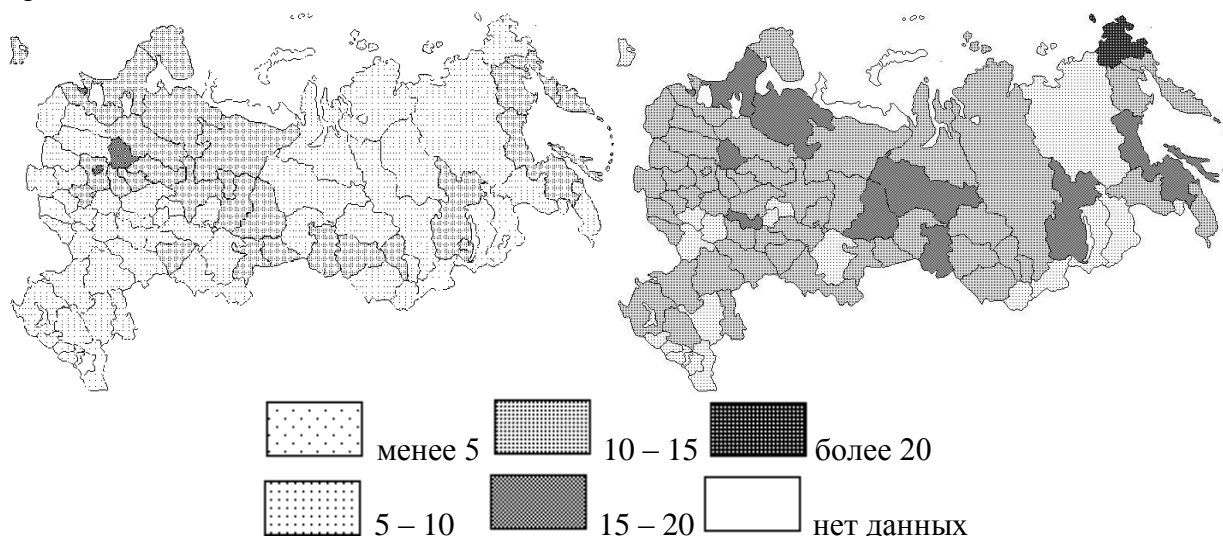 менее 5 10 – 15 более 20
5 – 10 15 – 20 нет данных